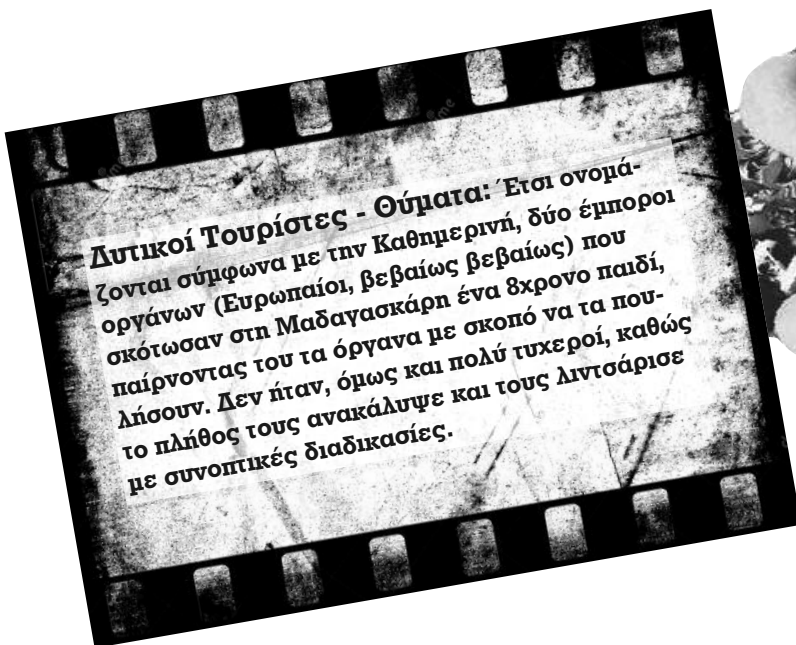 Δυτικοί Τουρίστες - Θύματα: Έτσι ονομά-
ζονται σύμφωνα με την Καθημερινή, δύο έμποροι
οργάνων (Ευρωπαίοι, βεβαίως βεβαίως) που
σκότωσαν στη Μαδαγασκάρη ένα 8χρονο παιδί,
παίρνοντας του τα όργανα με σκοπό να τα που-
λήσουν. Δεν ήταν, όμως και πολύ τυχεροί, καθώς
το πλήθος τους ανακάλυψε και τους λιντσάρισε
με συνοπτικές διαδικασίες.